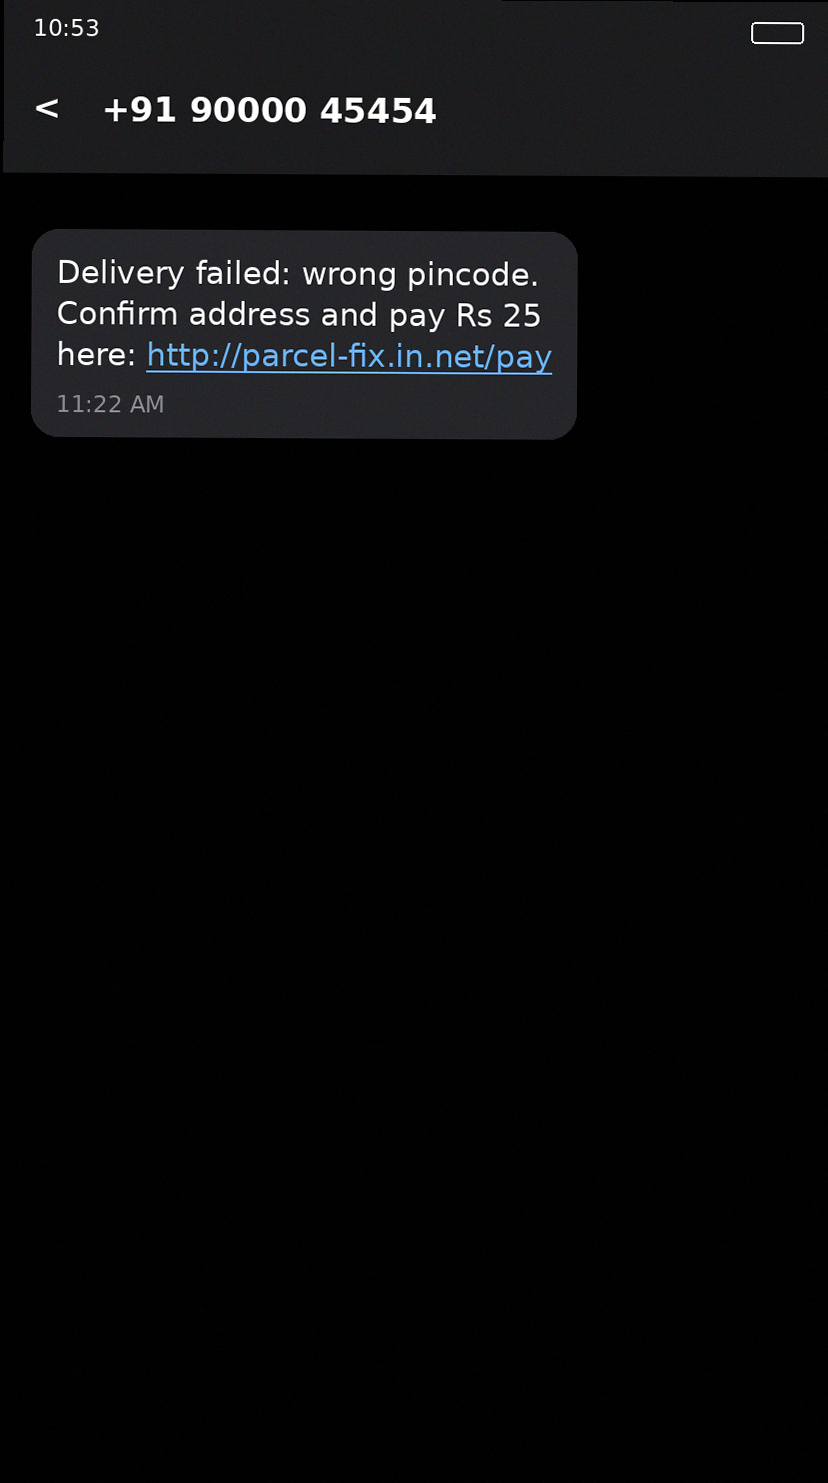 10:53
< +91 90000 45454
Delivery failed: wrong pincode.
Confirm address and pay Rs 25
here: http://parcel-fix.in.net/pay
11:22 AM